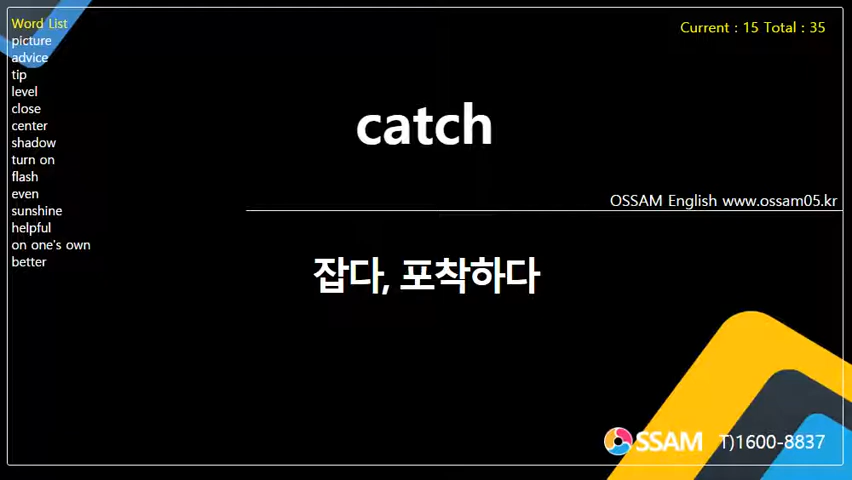 Word List
picture
advice
tip
level
close
center
shadow
turn on
flash
even
sunshine
helpful
on one's own
better
Current : 15 Total : 35
catch
OSSAM English www.ossam05.kr
잡다, 포착하다
OSSAM T)1600-8837